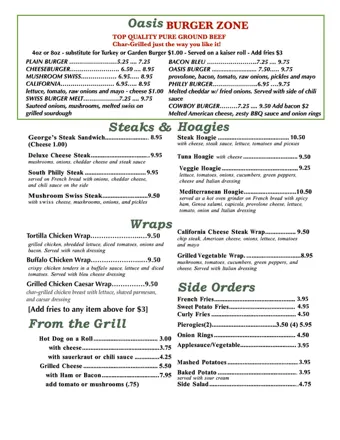 Oasis BURGER ZONE
TOP QUALITY PURE GROUND BEEF
Char-Grilled just the way you like it!
4oz or 8oz - substitute for Turkey or Garden Burger $1.00 - Served on a kaiser roll - Add fries $3
PLAIN BURGER .....................5.25 .... 7.25
CHEESEBURGER.................. 6.50 .... 8.95
MUSHROOM SWISS................ 6.95..... 8.95
CALIFORNIA........................ 6.95..... 8.95
lettuce, tomato, raw onions and mayo - cheese $1.00
SWISS BURGER MELT...............7.25 .... 9.75
Sauteed onions, mushrooms, melted swiss on
grilled sourdough
BACON BLEU ........................7.25 .... 9.75
OASIS BURGER ...................... 7.50..... 9.75
provolone, bacon, tomato, raw onions, pickles and mayo
PHILLY BURGER.....................6.95 ....9.75
Melted cheddar w/ fried onions. Served with side of chili
sauce
COWBOY BURGER........7.25 .... 9.50 Add bacon $2
Melted American cheese, zesty BBQ sauce and onion rings
Steaks & Hoagies
George's Steak Sandwich.................... 8.95
(Cheese 1.00)
Deluxe Cheese Steak...........................9.95
mushrooms, onions, cheddar cheese and steak sauce
South Philly Steak .............................. 9.95
served on French bread with onions, cheddar cheese,
and chili sauce on the side
Mushroom Swiss Steak.....................9.50
with swiss cheese, mushrooms, onions, and pickles
Steak Hoagie ................................ 10.50
with cheese, steak sauce, lettuce, tomatoes and pickles
Tuna Hoagie with cheese ......................... 9.50
Veggie Hoagie .................................. 9.25
lettuce, tomatoes, onions, cucumbers, green peppers,
cheese and Italian dressing
Mediterranean Hoagie........................10.50
served as a hot oven grinder on French bread with spicy
ham, Genoa salami, capicola, provolone cheese, lettuce,
tomato, onion and Italian dressing
Wraps
Tortilla Chicken Wrap..........................9.50
grilled chicken, shredded lettuce, diced tomatoes, onions and
bacon. Served with ranch dressing
Buffalo Chicken Wrap..........................9.50
crispy chicken tenders in a buffalo sauce, lettuce and diced
tomatoes. Served with bleu cheese dressing
Grilled Chicken Caesar Wrap..............9.50
char-grilled chicken breast with lettuce, shaved parmesan,
and caesar dressing
[Add fries to any item above for $3]
California Cheese Steak Wrap............... 9.50
chip steak, American cheese, onions, lettuce, tomatoes
and mayo
Grilled Vegetable Wrap. .........................8.95
mushrooms, tomatoes, cucumbers, green peppers, and
cheese. Served with Italian dressing
From the Grill
Hot Dog on a Roll.............................. 3.00
with cheese...................................3.75
with sauerkraut or chili sauce ............4.25
Grilled Cheese ................................... 5.50
with Ham or Bacon..........................7.95
add tomato or mushrooms (.75)
Side Orders
French Fries..................................... 3.95
Sweet Potato Fries............................ 4.95
Curly Fries ....................................... 4.50
Pierogies(2)............................3.50 (4) 5.95
Onion Rings ..................................... 4.50
Applesauce/Vegetable........................ 3.95
Mashed Potatoes ............................... 3.95
Baked Potato .................................... 3.95
served with sour cream
Side Salad........................................4.75